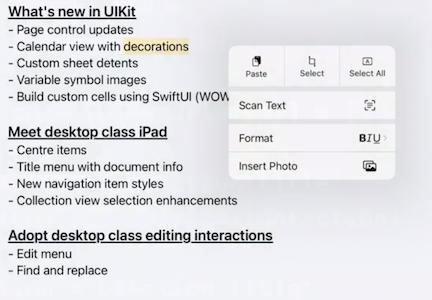 What's new in UIKit
- Page control updates
- Calendar view with decorations
- Custom sheet detents
- Variable symbol images
- Build custom cells using SwiftUI (WOW
Paste
Select
Select All
Scan Text
Format
BIU
Insert Photo
Meet desktop class iPad
- Centre items
- Title menu with document info
- New navigation item styles
- Collection view selection enhancements
Adopt desktop class editing interactions
- Edit menu
- Find and replace